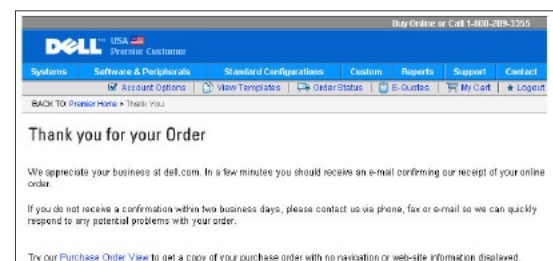 Buy Online or Call 1-800-289-3355
DELL™ USA
Premier Customer
Systems Software & Peripherals Standard Configurations Custom Reports Support Contact
Account Options | View Templates | Order Status | E-Quotes | My Cart | Logout
BACK TO: Premier Home > Thank You
Thank you for your Order
We appreciate your business at dell.com. In a few minutes you should receive an e-mail confirming our receipt of your online
order.
If you do not receive a confirmation within two business days, please contact us via phone, fax or e-mail so we can quickly
respond to any potential problems with your order.
Try our Purchase Order View to get a copy of your purchase order with no navigation or web-site information displayed.